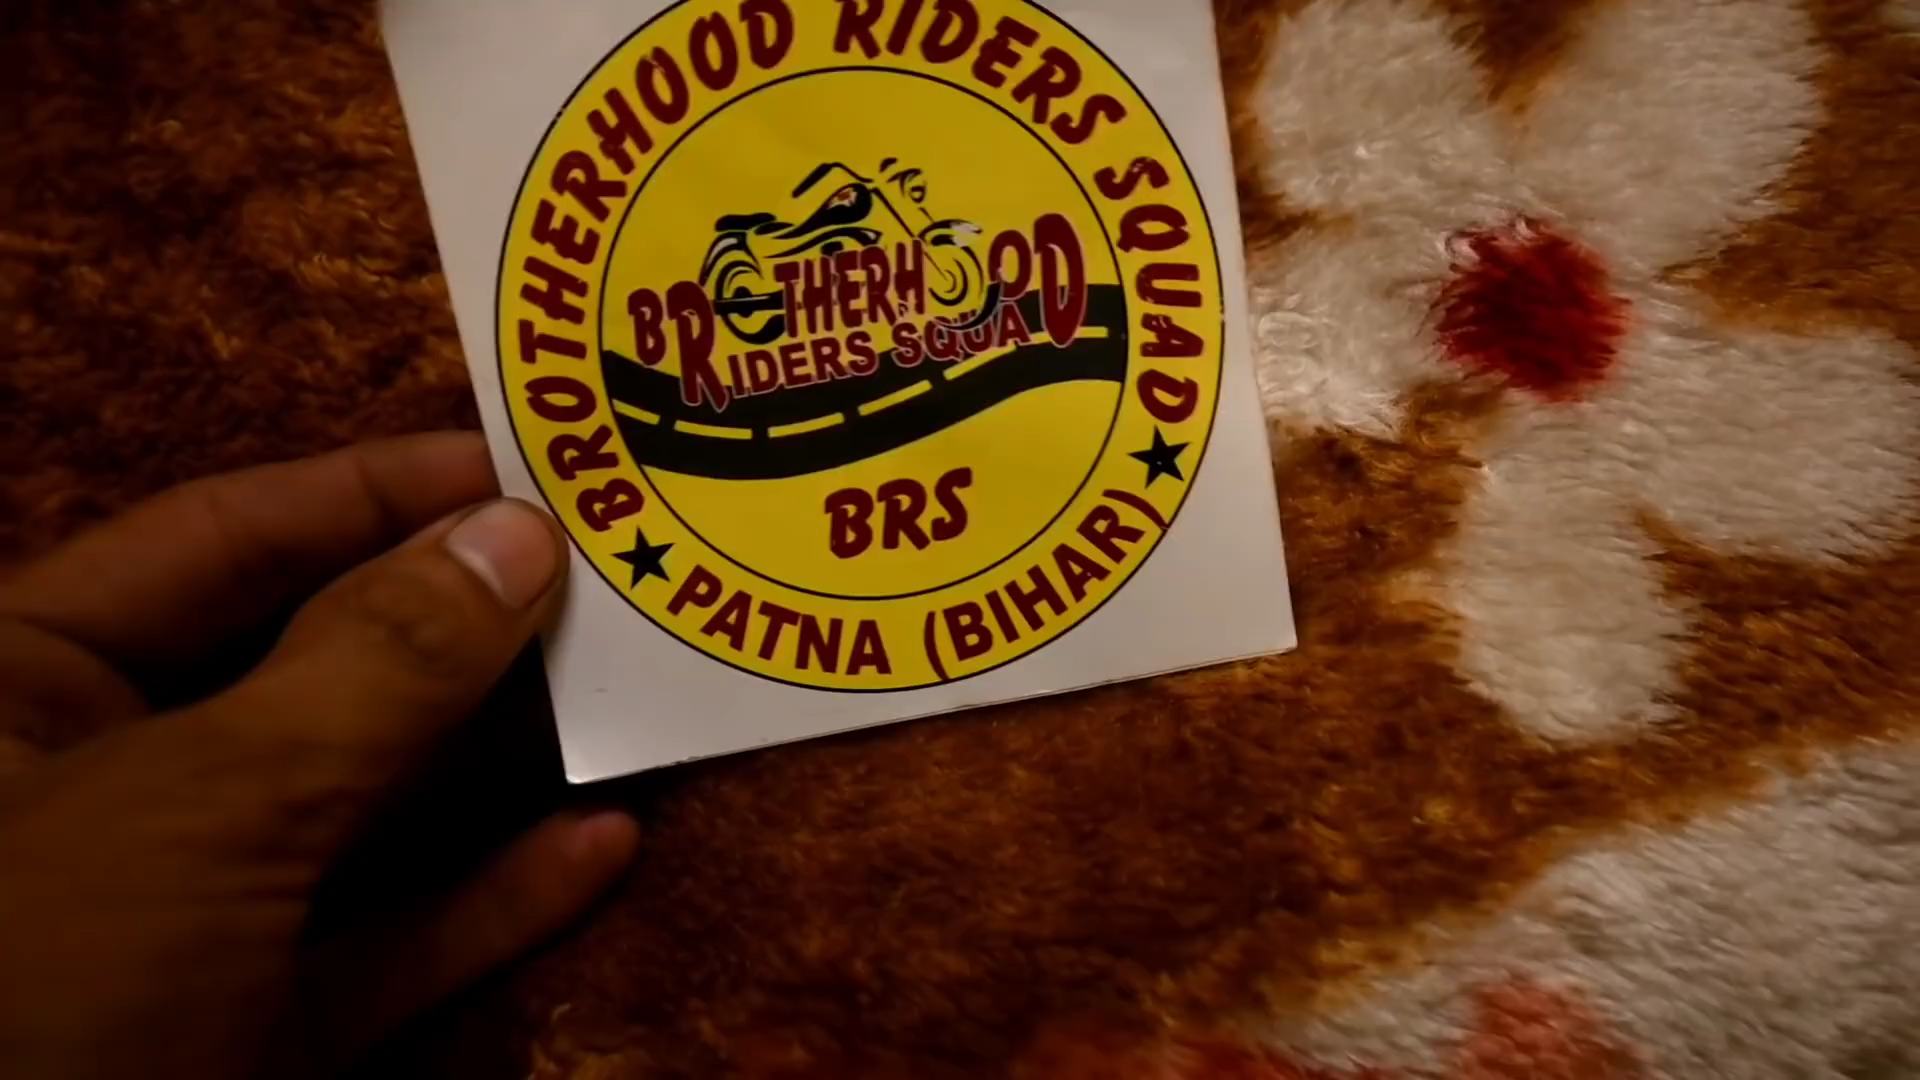 BROTHERHOOD RIDERS SQUAD
BROTHERHOOD
RIDERS SQUAD
BRS
★ PATNA (BIHAR) ★